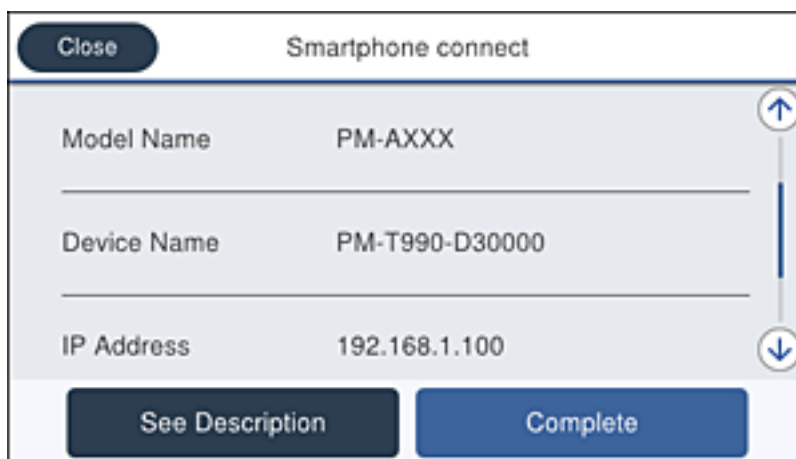 Close Smartphone connect
Model Name PM-AXXX
Device Name PM-T990-D30000
IP Address 192.168.1.100
See Description Complete